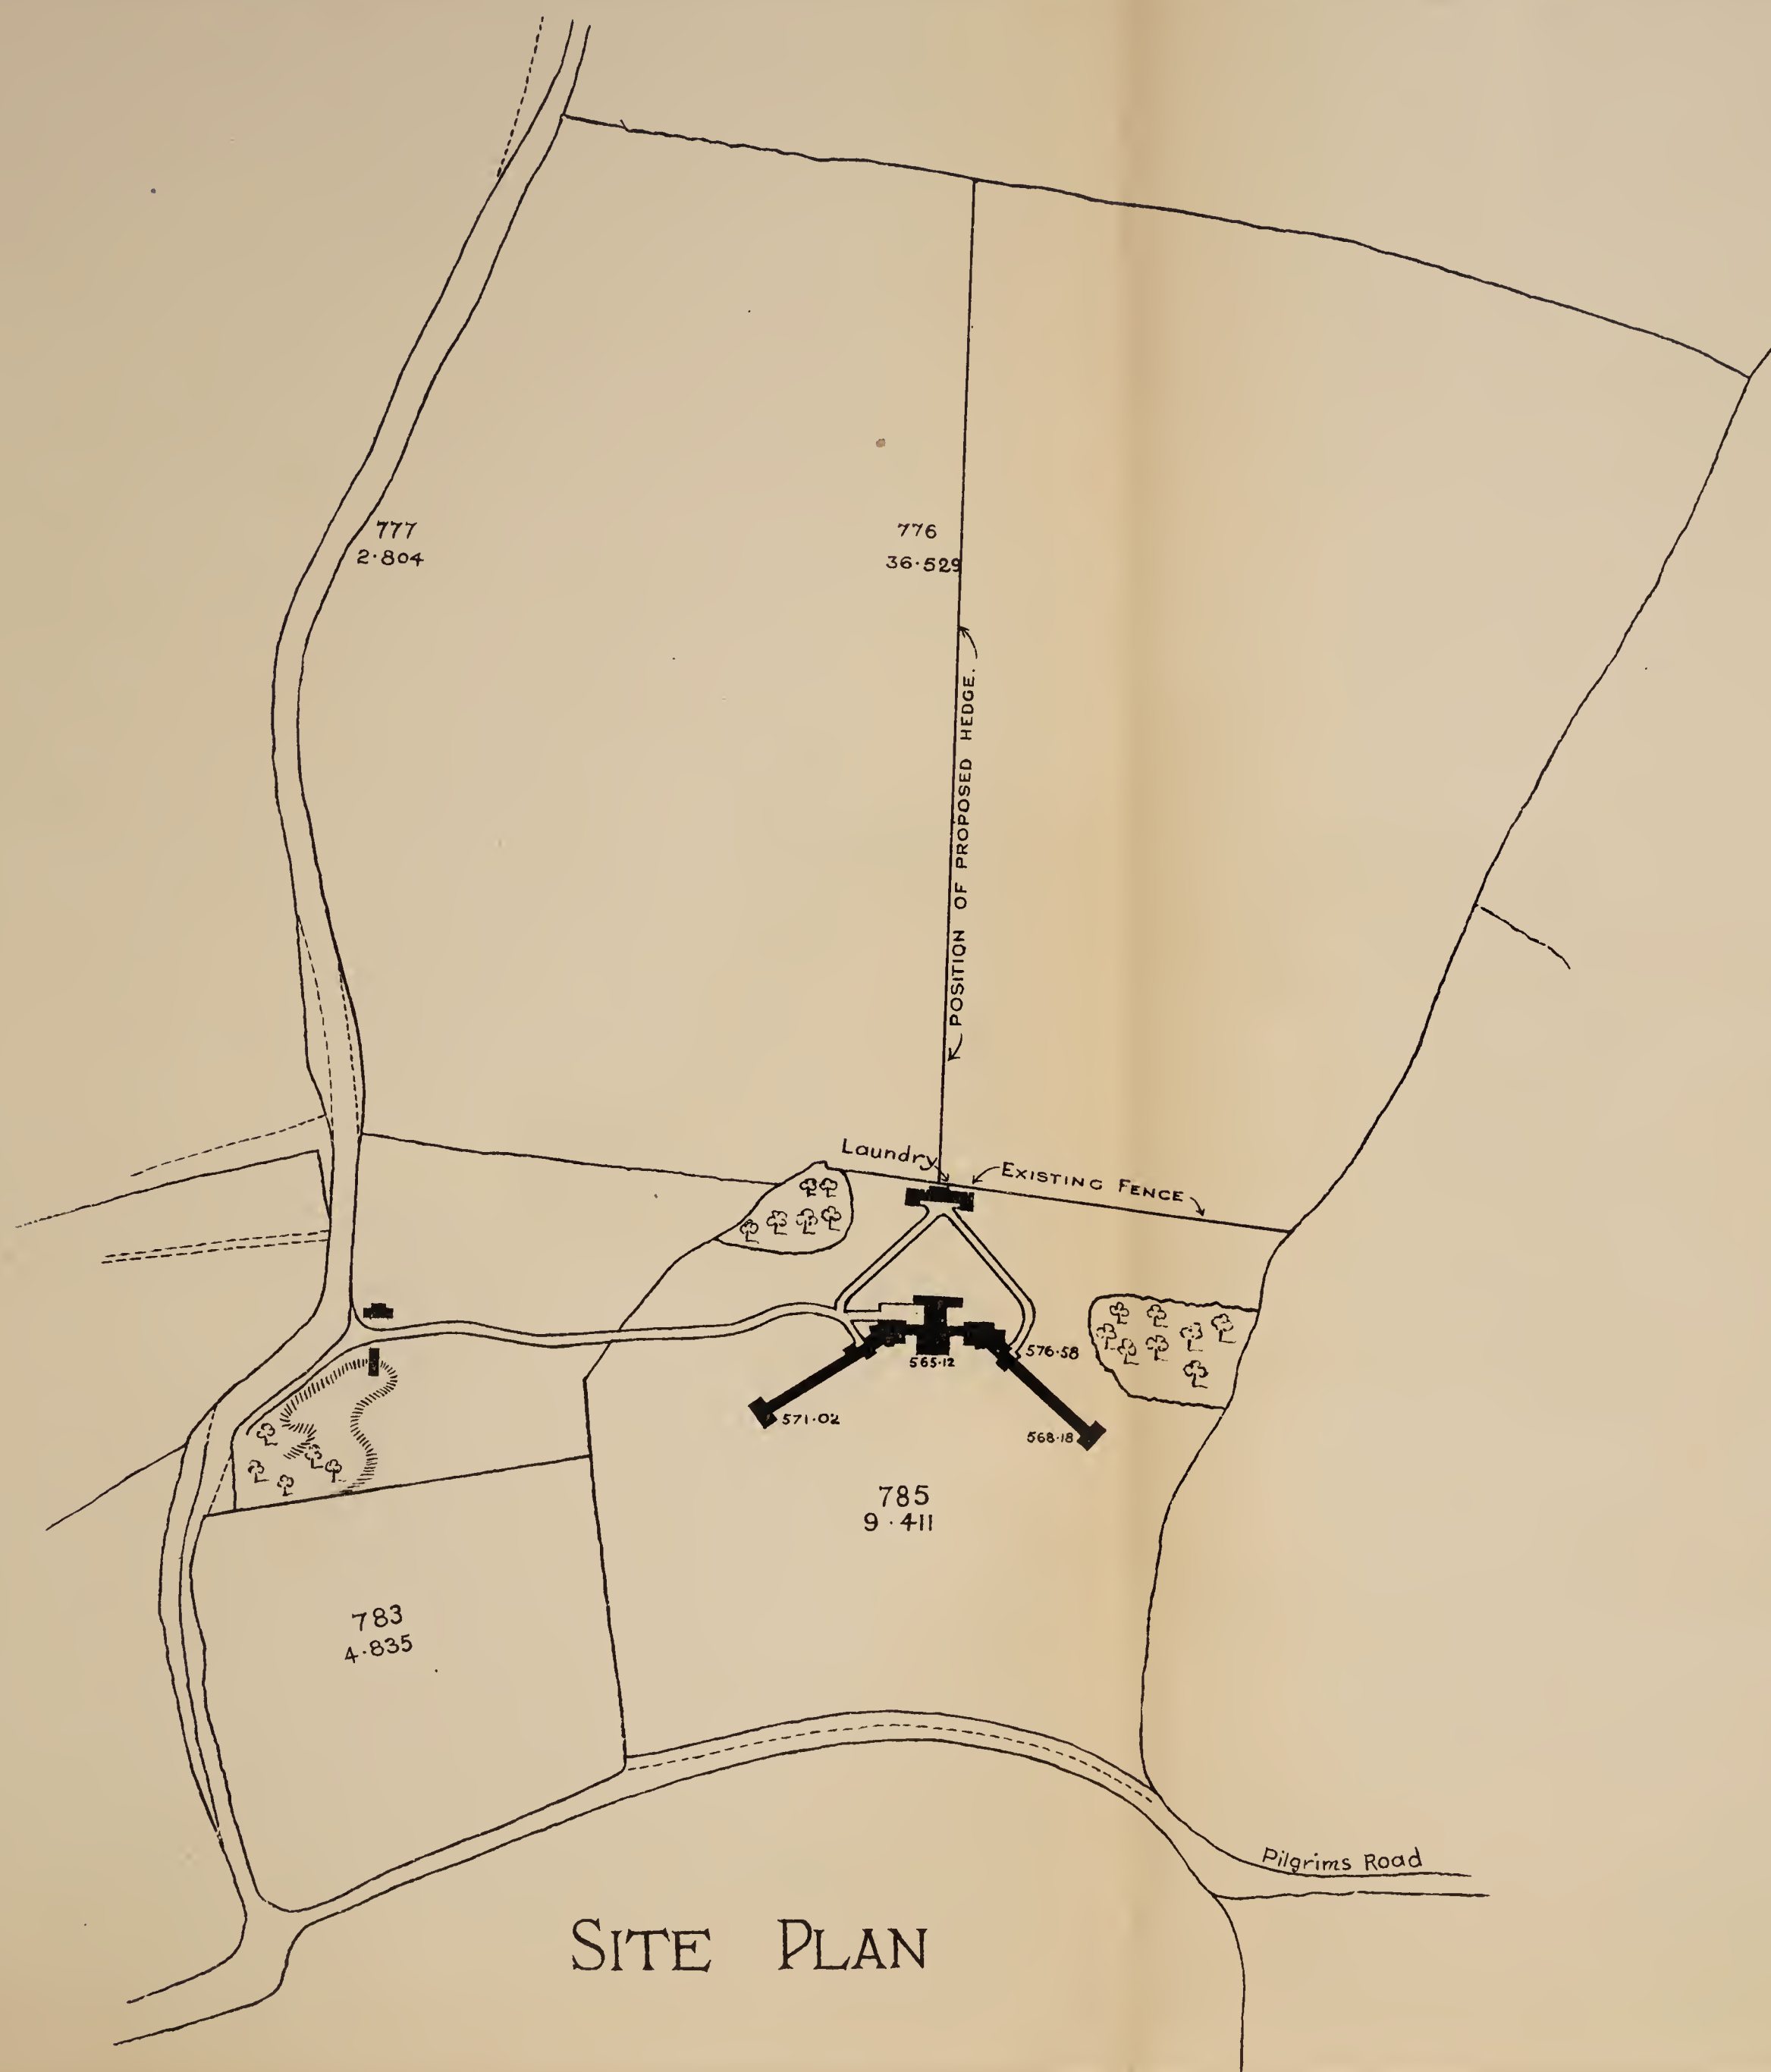 777
2·804
776
36·529
POSITION OF PROPOSED HEDGE.
Laundry
EXISTING FENCE
565·12
576·58
571·02
568·18
785
9·411
783
4·835
Pilgrims Road
SITE PLAN